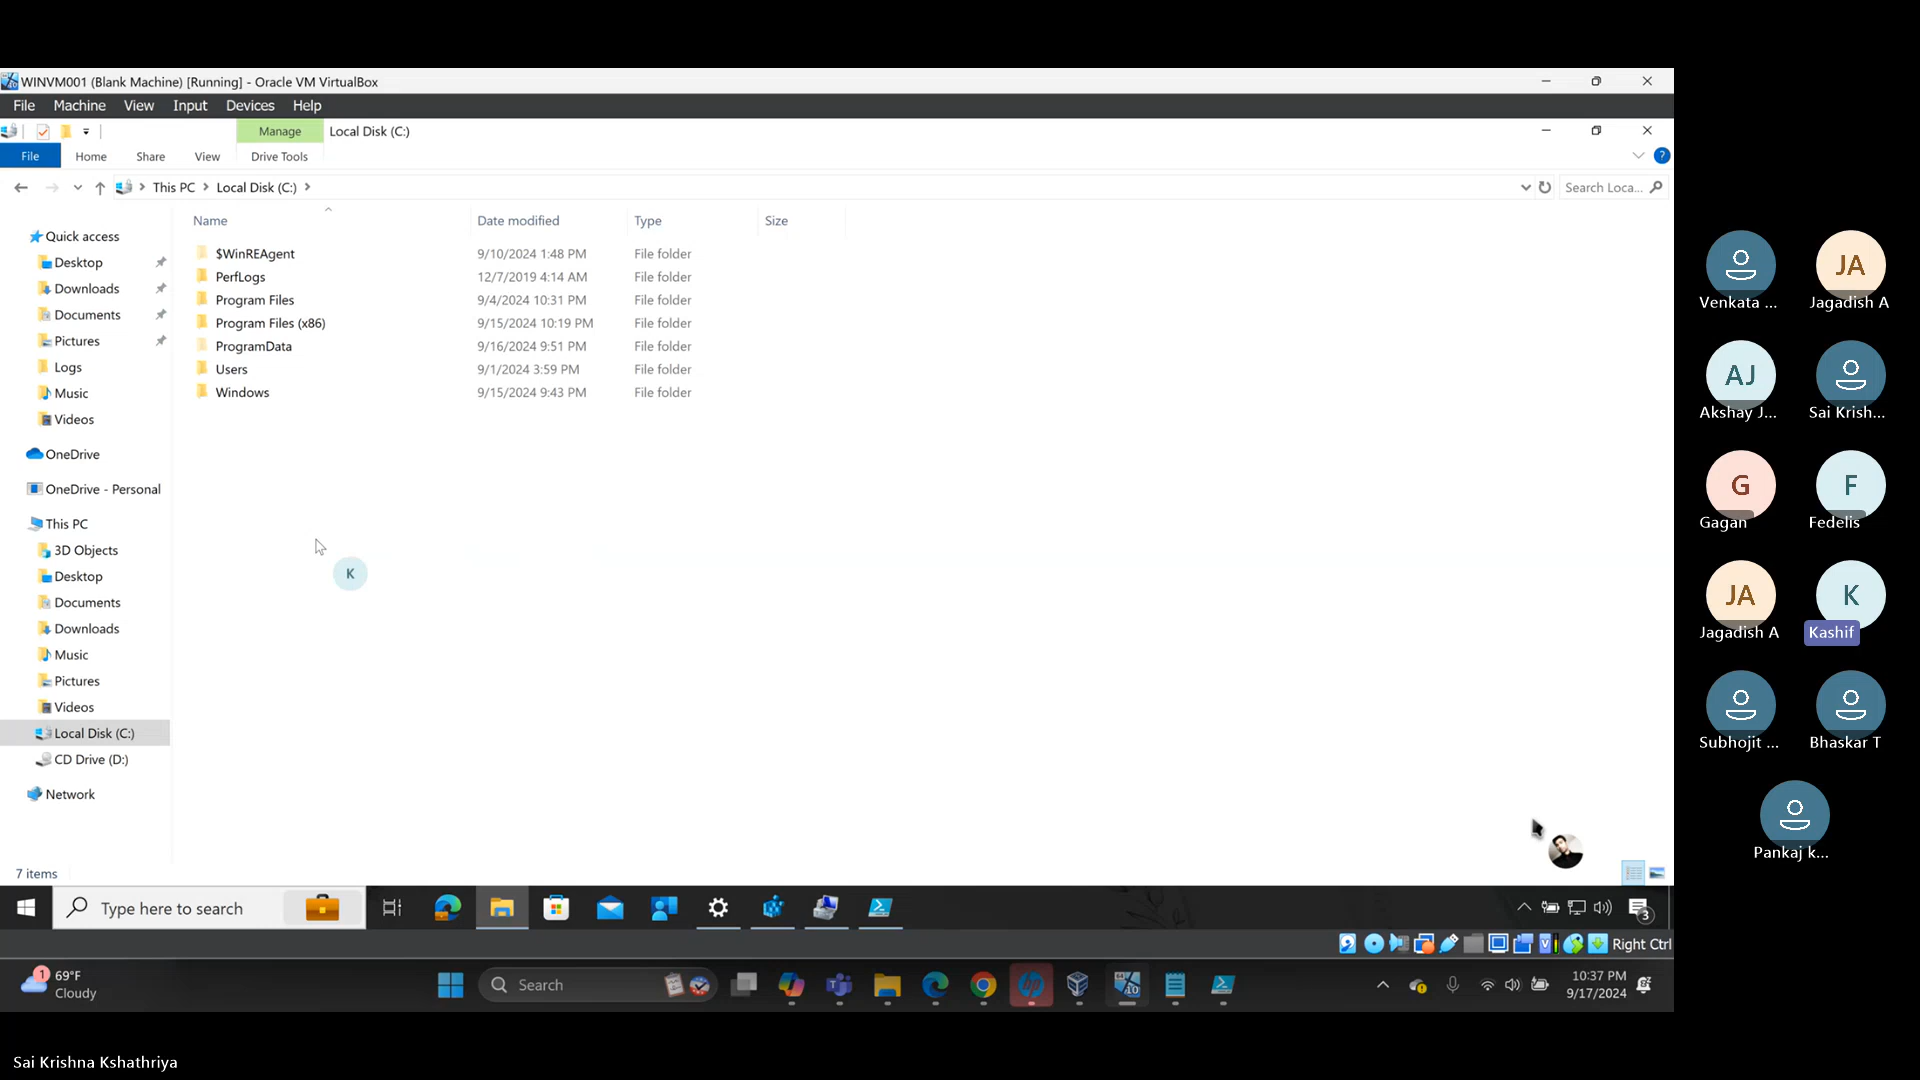 WINVM001 (Blank Machine) [Running] - Oracle VM VirtualBox
File Machine View Input Devices Help
Manage Local Disk (C:)
File Home Share View Drive Tools
This PC Local Disk (C:) Search Loca...
Name Date modified Type Size
$WinREAgent 9/10/2024 1:48 PM File folder
PerfLogs 12/7/2019 4:14 AM File folder
Program Files 9/4/2024 10:31 PM File folder
Program Files (x86) 9/15/2024 10:19 PM File folder
ProgramData 9/16/2024 9:51 PM File folder
Users 9/1/2024 3:59 PM File folder
Windows 9/15/2024 9:43 PM File folder
Quick access
Desktop
Downloads
Documents
Pictures
Logs
Music
Videos
OneDrive
OneDrive - Personal
This PC
3D Objects
Desktop
Documents
Downloads
Music
Pictures
Videos
Local Disk (C:)
CD Drive (D:)
Network
K
7 items
Type here to search
3
Right Ctrl
1
69°F
Cloudy
Search
10:37 PM
9/17/2024
Venkata ...
JA
Jagadish A
AJ
Akshay J...
Sai Krish...
G
Gagan
F
Fedelis
JA
Jagadish A
K
Kashif
Subhojit ...
Bhaskar T
Pankaj k...
Sai Krishna Kshathriya